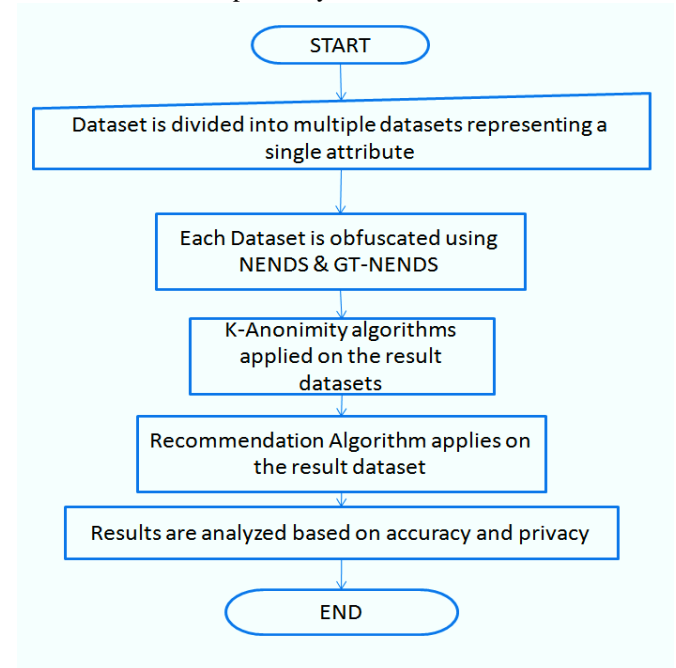 START
Dataset is divided into multiple datasets representing a
single attribute
Each Dataset is obfuscated using
NENDS & GT-NENDS
K-Anonimity algorithms
applied on the result
datasets
Recommendation Algorithm applies on
the result dataset
Results are analyzed based on accuracy and privacy
END